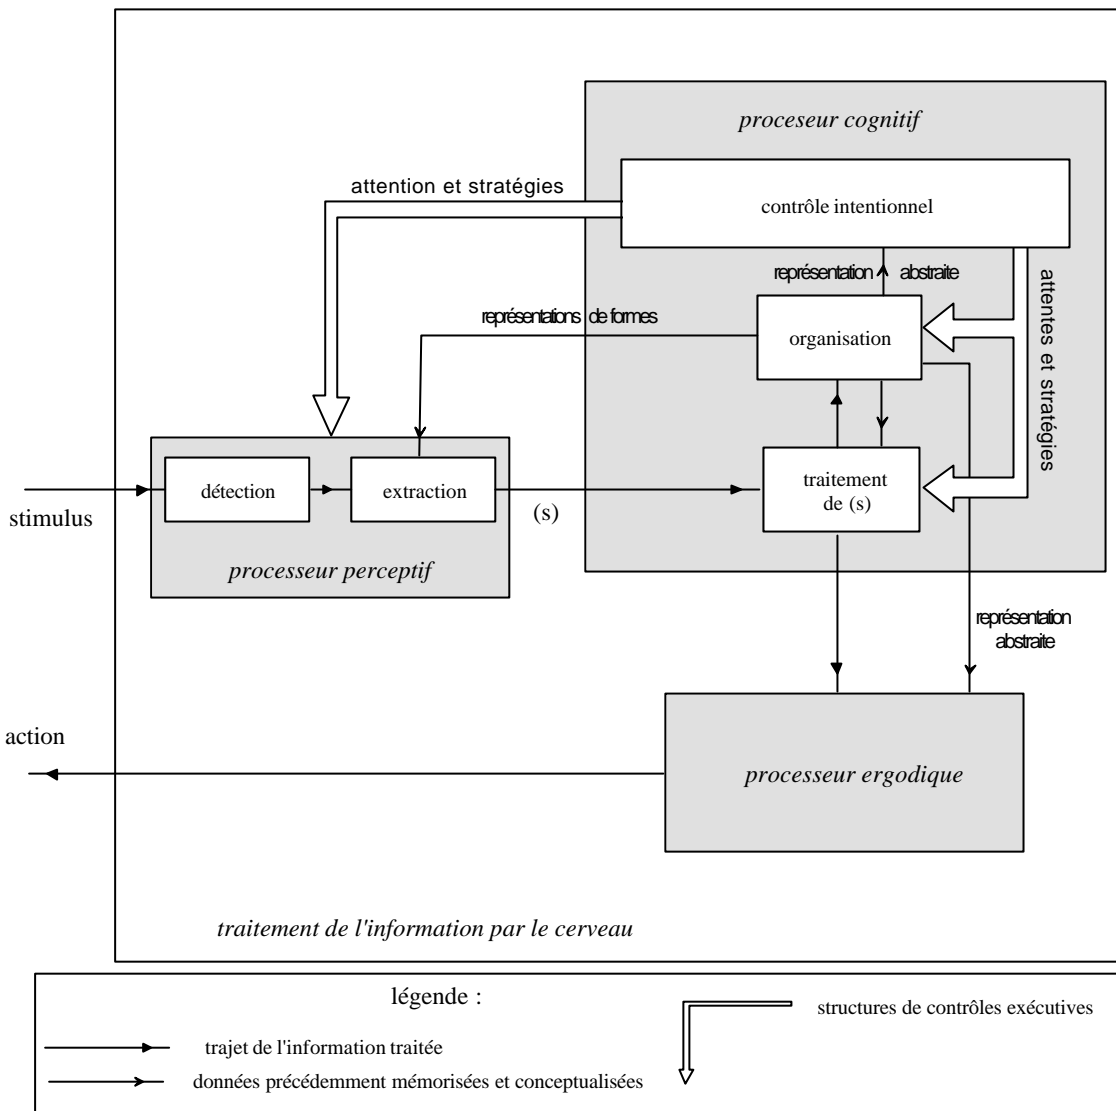 proceseur cognitif
attention et stratégies
contrôle intentionnel
représentation abstraite
attentes et stratégies
représentations de formes
organisation
détection
extraction
traitement
de (s)
stimulus
(s)
processeur perceptif
représentation
abstraite
action
processeur ergodique
traitement de l'information par le cerveau
légende :
structures de contrôles exécutives
trajet de l'information traitée
données précédemment mémorisées et conceptualisées